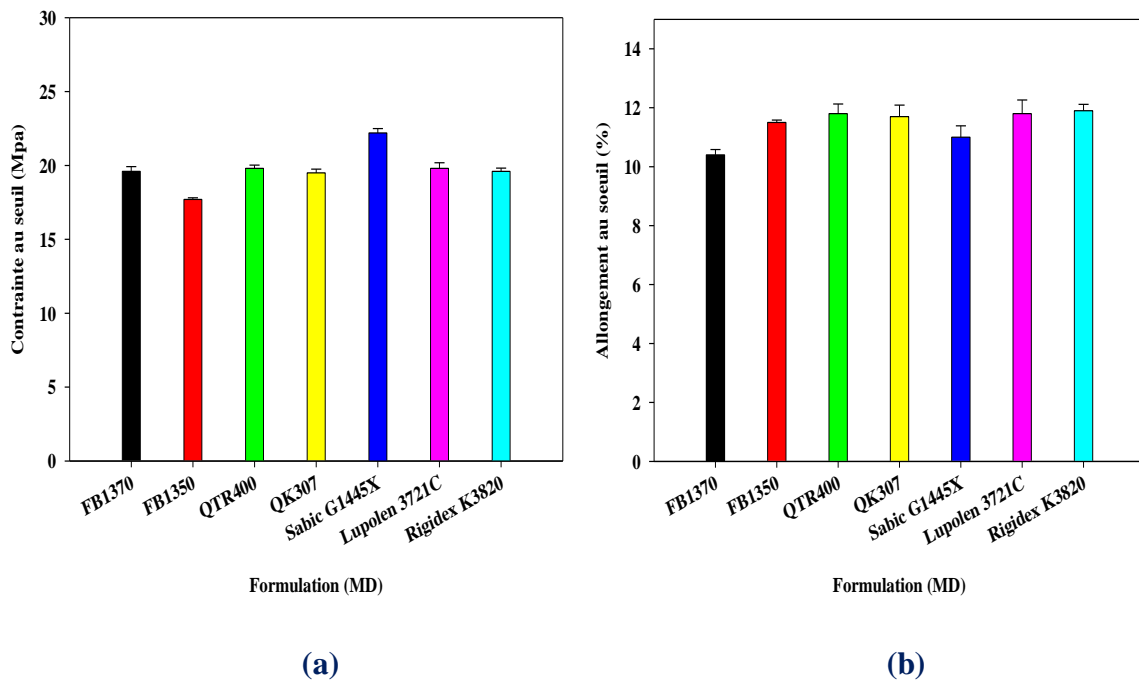 30
25
20
15
10
5
0
Contrainte au seuil (Mpa)
FB1370
FB1350
QTR400
QK307
Sabic G1445X
Lupolen 3721C
Rigidex K3820
Formulation (MD)
(a)
14
12
10
8
6
4
2
0
Allongement au soeuil (%)
FB1370
FB1350
QTR400
QK307
Sabic G1445X
Lupolen 3721C
Rigidex K3820
Formulation (MD)
(b)